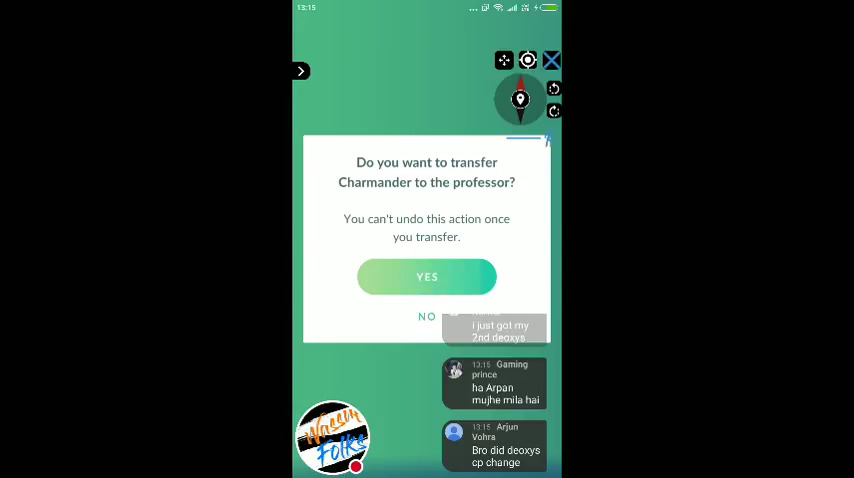 13:15
Do you want to transfer
Charmander to the professor?
You can't undo this action once
you transfer.
YES
NO
i just got my
2nd deoxys
13:15 Gaming
prince
ha Arpan
mujhe mila hai
13:15 Arjun
Vohra
Bro did deoxys
cp change
Wassup
Folks